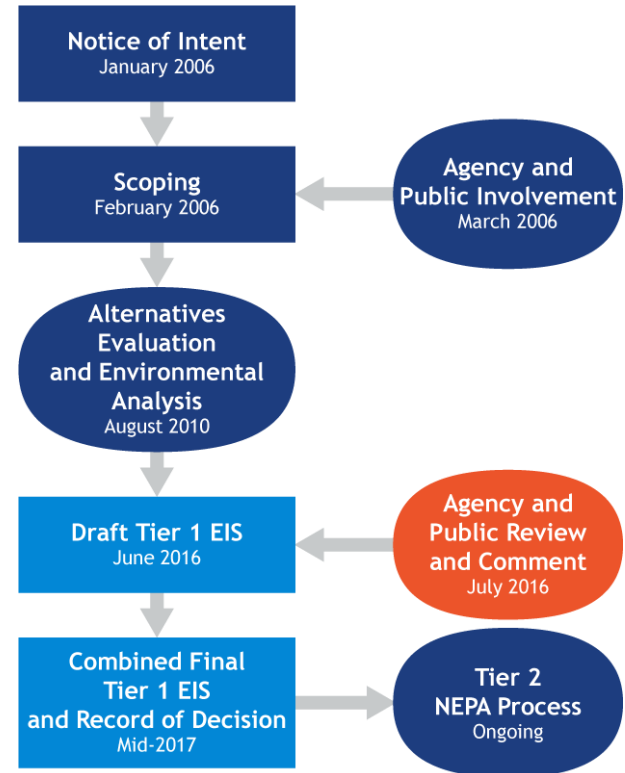 Notice of Intent
January 2006
Scoping
February 2006
Agency and
Public Involvement
March 2006
Alternatives
Evaluation
and Environmental
Analysis
August 2010
Draft Tier 1 EIS
June 2016
Agency and
Public Review
and Comment
July 2016
Combined Final
Tier 1 EIS
and Record of Decision
Mid-2017
Tier 2
NEPA Process
Ongoing